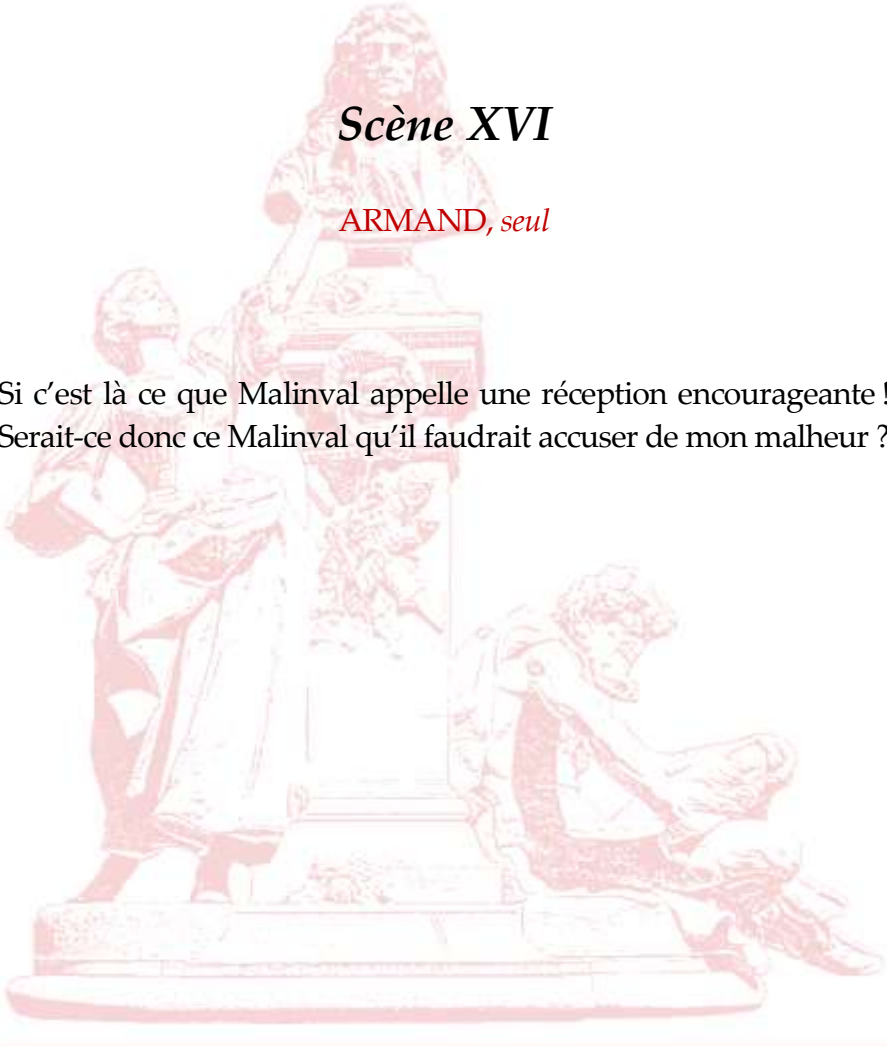 Scène XVI
ARMAND, seul
Si c’est là ce que Malinval appelle une réception encourageante !
Serait-ce donc ce Malinval qu’il faudrait accuser de mon malheur ?